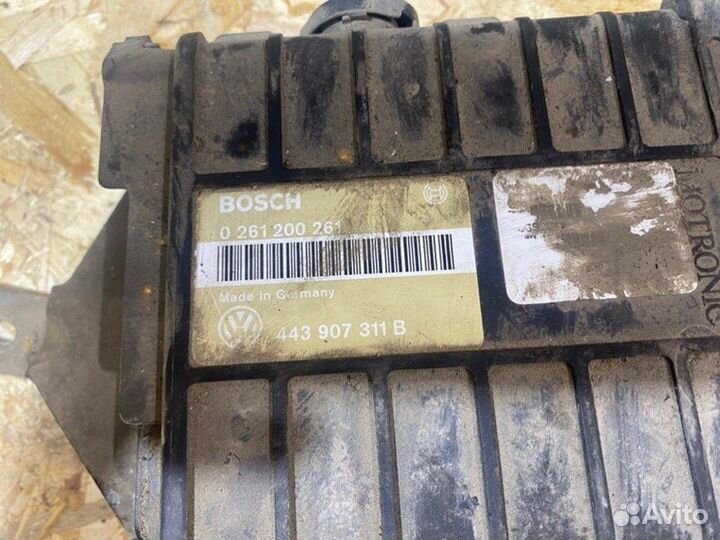 BOSCH
0 261 200 261
Made in Germany
443 907 311 B
MOTRONIC
Avito